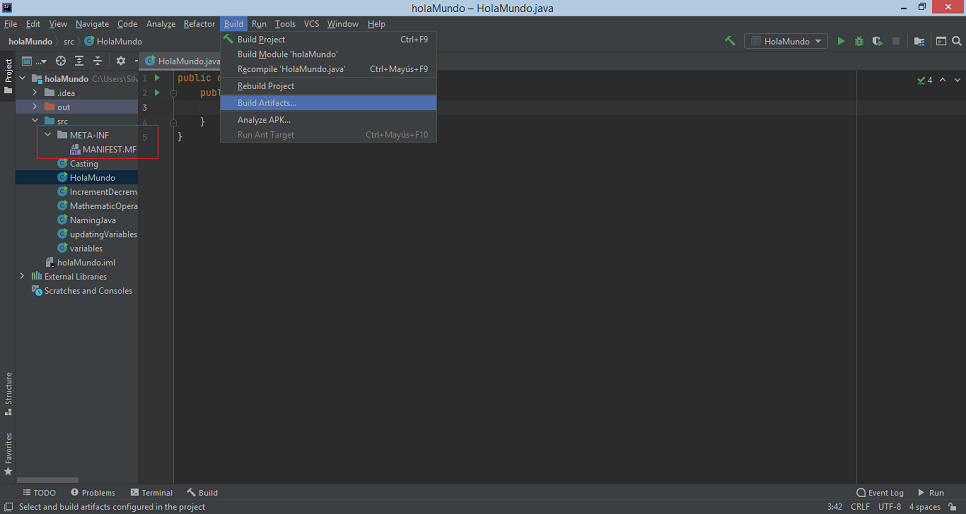 holaMundo – HolaMundo.java
File Edit View Navigate Code Analyze Refactor Build Run Tools VCS Window Help
holaMundo src HolaMundo
HolaMundo
Build Project Ctrl+F9
Build Module 'holaMundo'
Recompile 'HolaMundo.java' Ctrl+Mayús+F9
Rebuild Project
Build Artifacts...
Analyze APK...
Run Ant Target Ctrl+Mayús+F10
Project
Structure
Favorites
...
HolaMundo.java
holaMundo C:\Users\Silv
.idea
out
src
META-INF
MANIFEST.MF
Casting
HolaMundo
IncrementDecrem
MathematicOpera
NamingJava
updatingVariables
variables
holaMundo.iml
External Libraries
Scratches and Consoles
1 public c
2 publ
3
4 }
5 }
4
TODO Problems Terminal Build Event Log Run
Select and build artifacts configured in the project 3:42 CRLF UTF-8 4 spaces